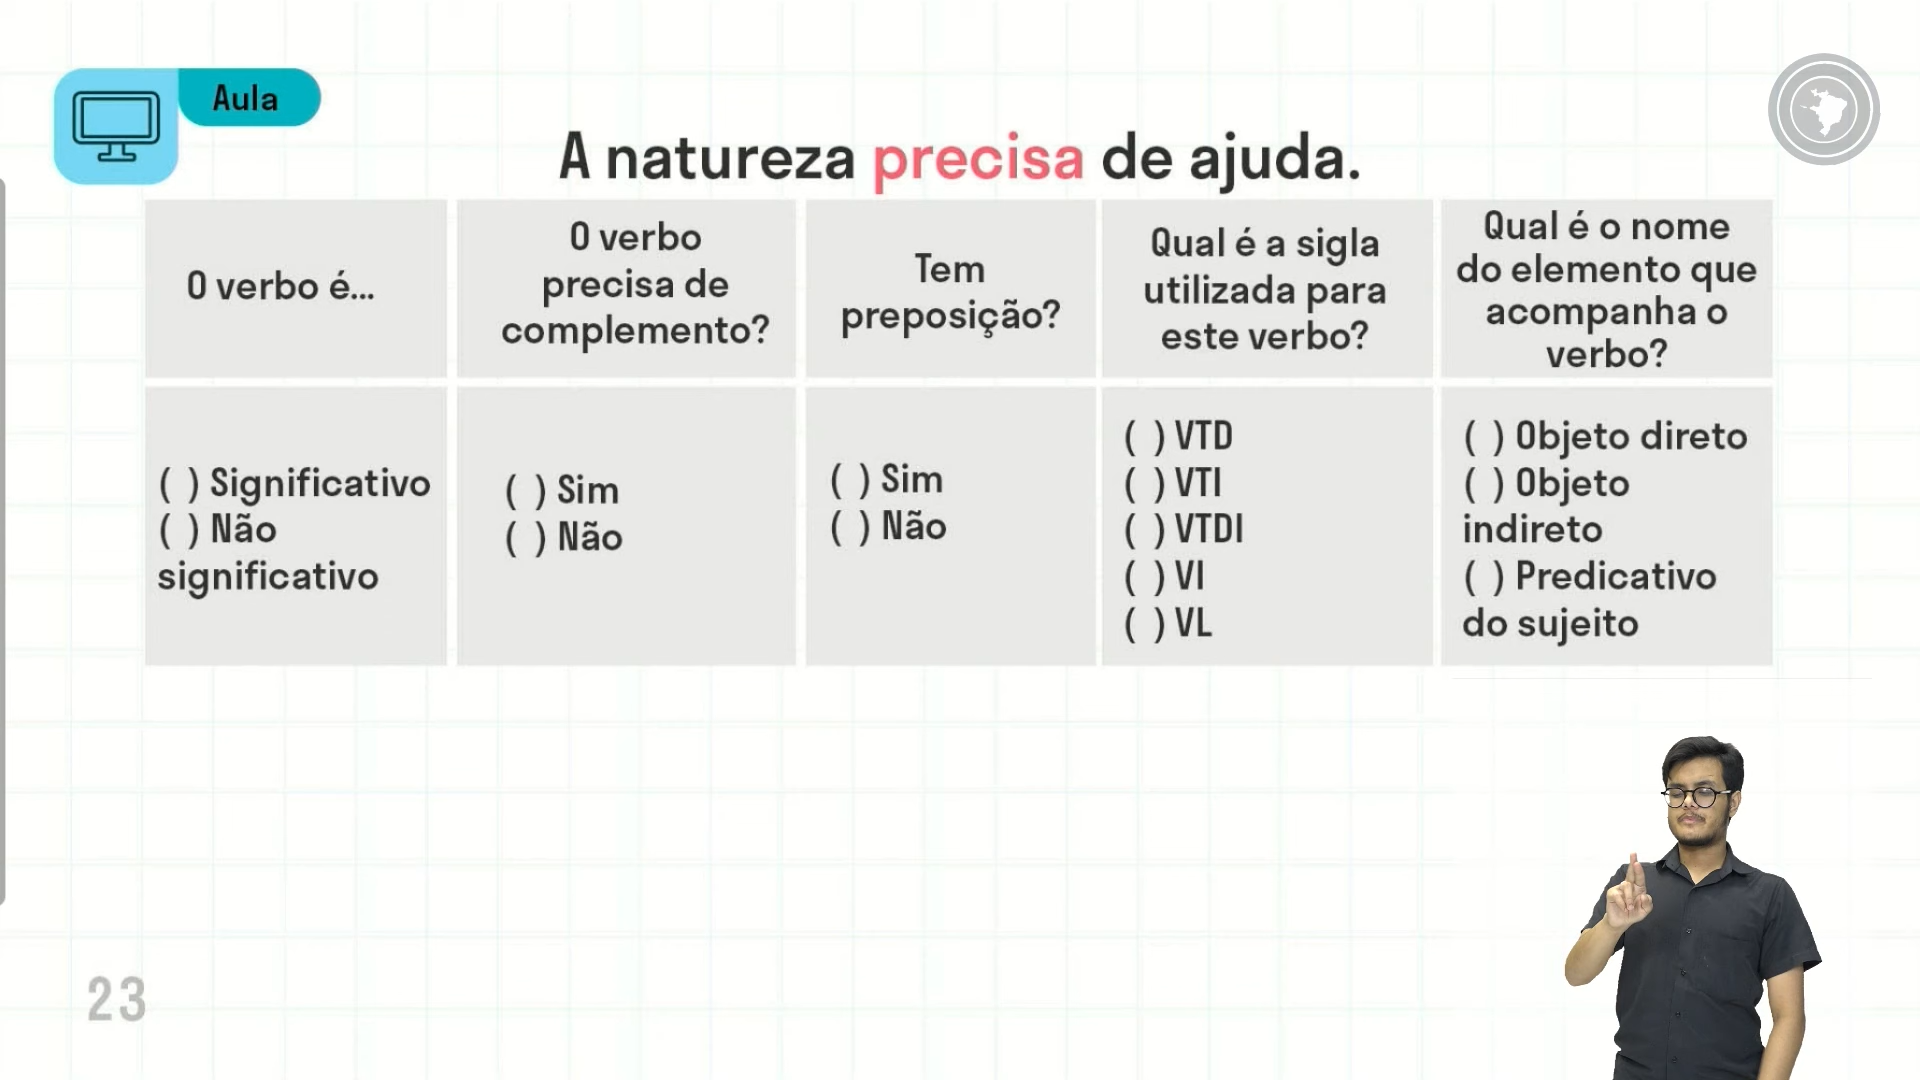 Aula
A natureza precisa de ajuda.
O verbo é...
O verbo
precisa de
complemento?
Tem
preposição?
Qual é a sigla
utilizada para
este verbo?
Qual é o nome
do elemento que
acompanha o
verbo?
( ) Significativo
( ) Não
significativo
( ) Sim
( ) Não
( ) Sim
( ) Não
( ) VTD
( ) VTI
( ) VTDI
( ) VI
( ) VL
( ) Objeto direto
( ) Objeto
indireto
( ) Predicativo
do sujeito
23